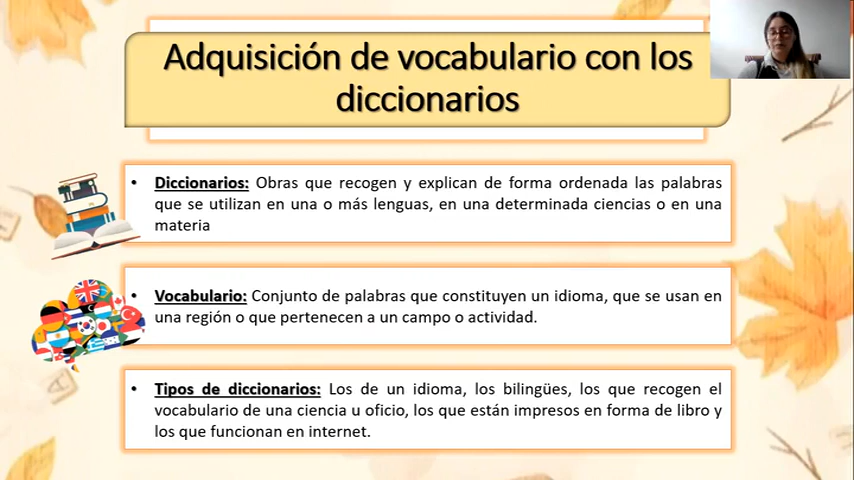 Adquisición de vocabulario con los
diccionarios
• Diccionarios: Obras que recogen y explican de forma ordenada las palabras
que se utilizan en una o más lenguas, en una determinada ciencias o en una
materia
• Vocabulario: Conjunto de palabras que constituyen un idioma, que se usan en
una región o que pertenecen a un campo o actividad.
• Tipos de diccionarios: Los de un idioma, los bilingües, los que recogen el
vocabulario de una ciencia u oficio, los que están impresos en forma de libro y
los que funcionan en internet.